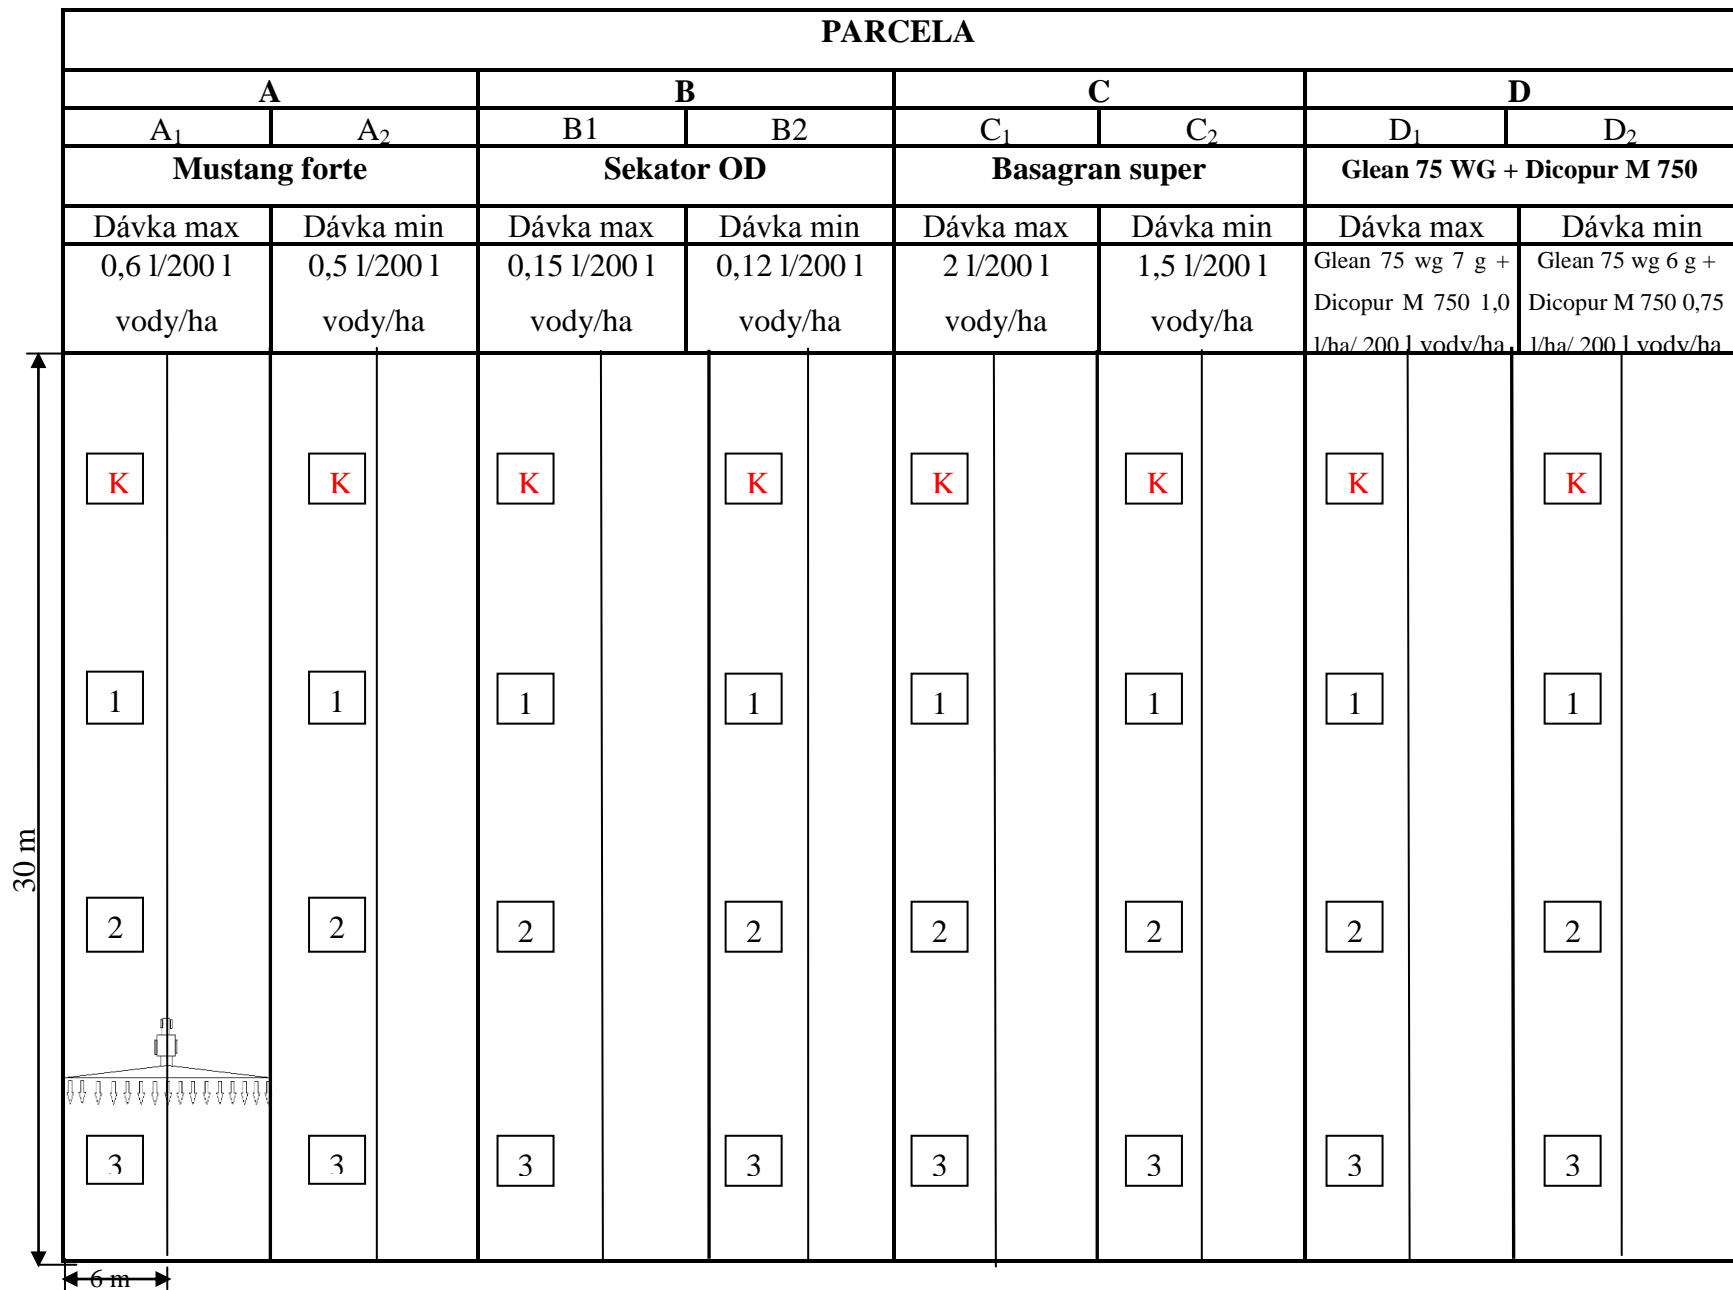 PARCELA
A B C D
A1 A2 B1 B2 C1 C2 D1 D2
Mustang forte Sekator OD Basagran super Glean 75 WG + Dicopur M 750
Dávka max Dávka min Dávka max Dávka min Dávka max Dávka min Dávka max Dávka min
0,6 l/200 l
vody/ha
0,5 l/200 l
vody/ha
0,15 l/200 l
vody/ha
0,12 l/200 l
vody/ha
2 l/200 l
vody/ha
1,5 l/200 l
vody/ha
Glean 75 wg 7 g +
Dicopur M 750 1,0
l/ha/ 200 l vody/ha
Glean 75 wg 6 g +
Dicopur M 750 0,75
l/ha/ 200 l vody/ha
K K K K K K K K
1 1 1 1 1 1 1 1
30 m
2 2 2 2 2 2 2 2
3 3 3 3 3 3 3 3
6 m